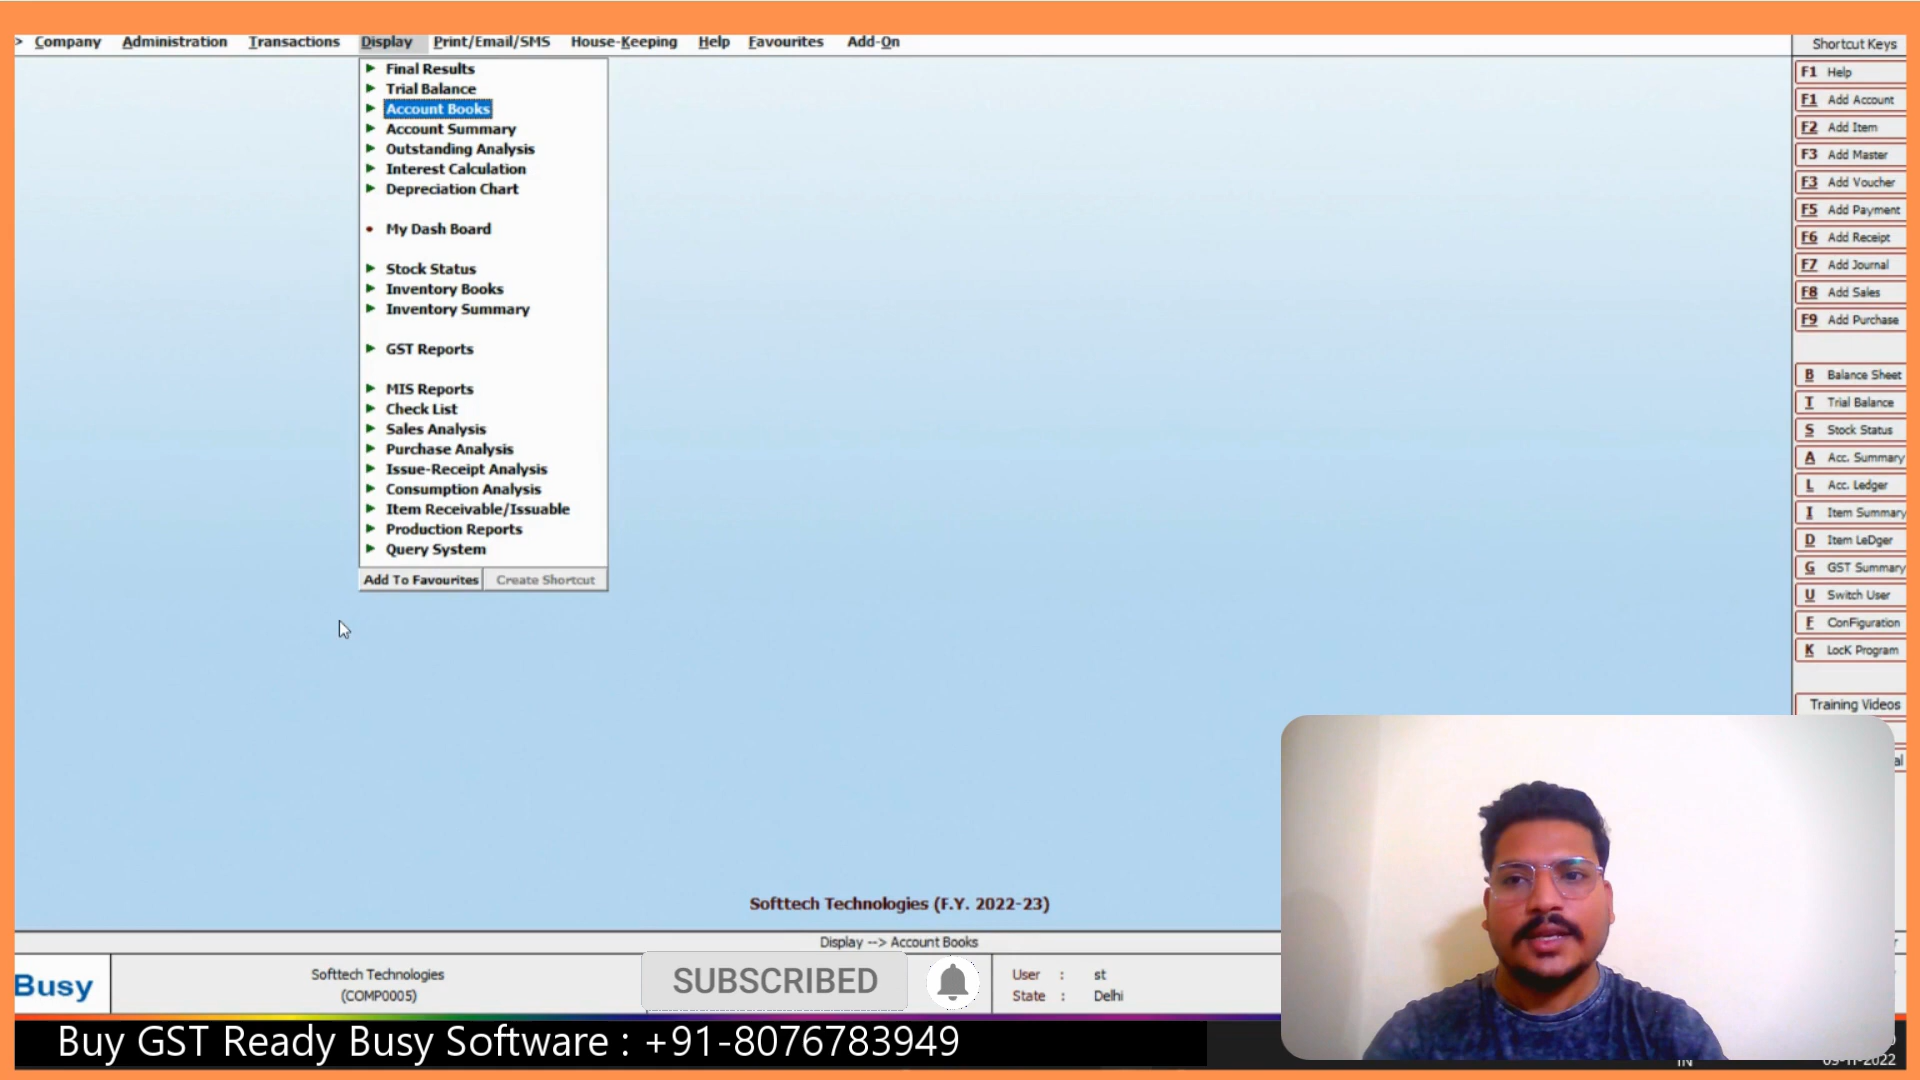 > Company Administration Transactions Display Print/Email/SMS House-Keeping Help Favourites Add-On
Final Results
Trial Balance
Account Books
Account Summary
Outstanding Analysis
Interest Calculation
Depreciation Chart
My Dash Board
Stock Status
Inventory Books
Inventory Summary
GST Reports
MIS Reports
Check List
Sales Analysis
Purchase Analysis
Issue-Receipt Analysis
Consumption Analysis
Item Receivable/Issuable
Production Reports
Query System
Add To Favourites Create Shortcut
Shortcut Keys
F1 Help
F1 Add Account
F2 Add Item
F3 Add Master
F3 Add Voucher
F5 Add Payment
F6 Add Receipt
F7 Add Journal
F8 Add Sales
F9 Add Purchase
B Balance Sheet
T Trial Balance
S Stock Status
A Acc. Summary
L Acc. Ledger
I Item Summary
D Item LeDger
G GST Summary
U Switch User
F ConFiguration
K LocK Program
Training Videos
Softtech Technologies (F.Y. 2022-23)
Display --> Account Books
Busy
Softtech Technologies
(COMP0005)
SUBSCRIBED
User : st
State : Delhi
Buy GST Ready Busy Software : +91-8076783949